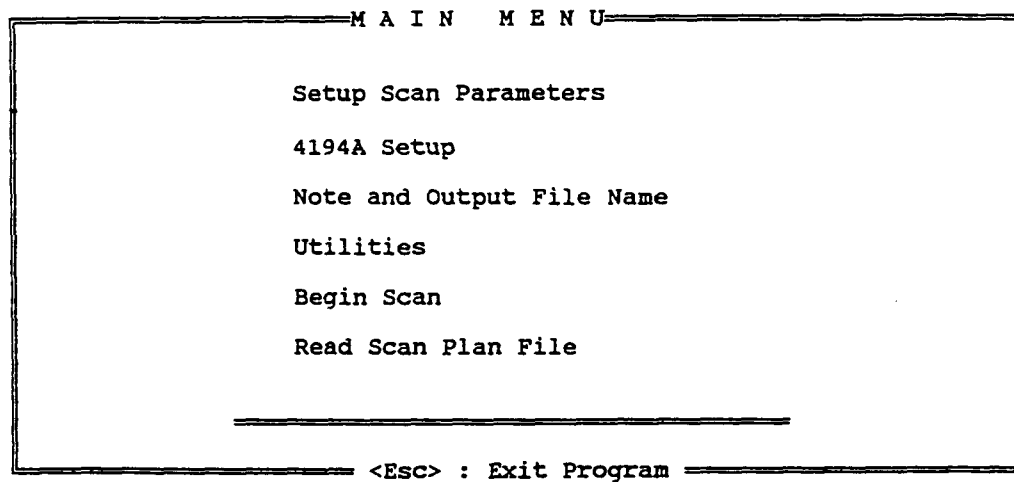 M A I N   M E N U
Setup Scan Parameters
4194A Setup
Note and Output File Name
Utilities
Begin Scan
Read Scan Plan File
<Esc> : Exit Program